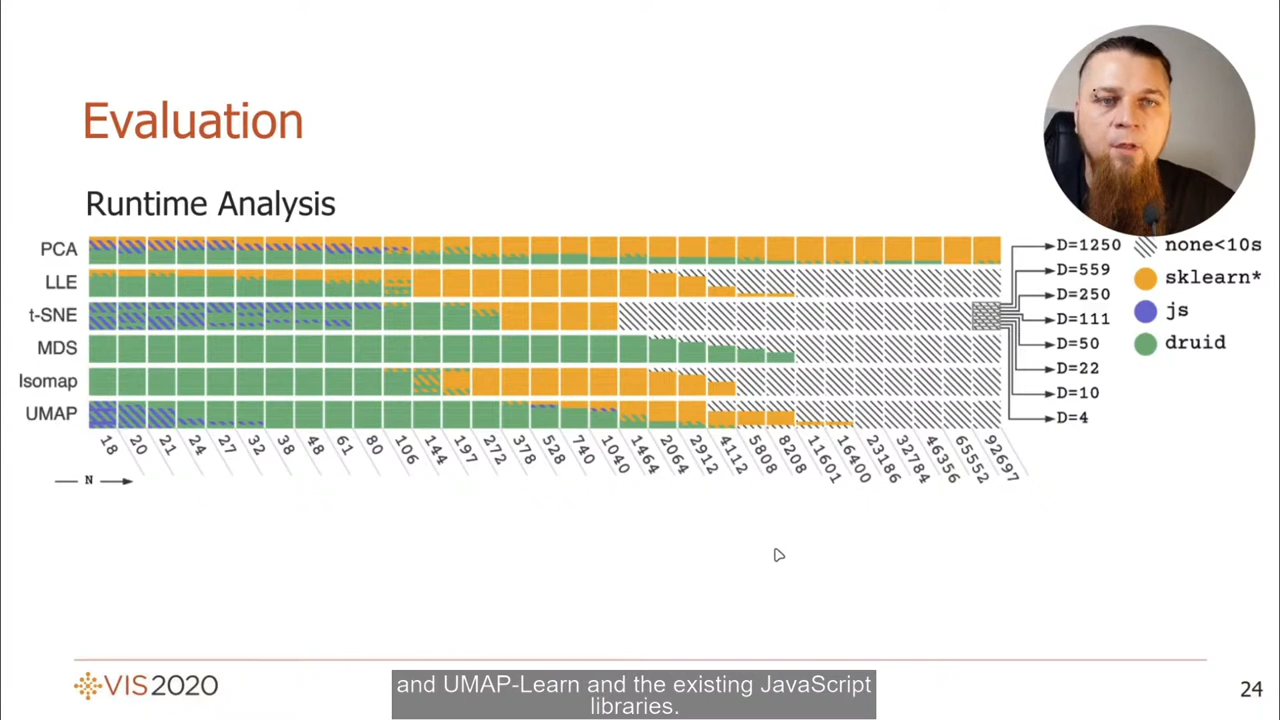 Evaluation
Runtime Analysis
PCA
LLE
t-SNE
MDS
Isomap
UMAP
18 20 21 24 27 32 38 48 61 80 106 144 197 272 378 528 740 1040 1464 2064 2912 4112 5808 8208 11601 16400 23186 32784 46356 65552 92697
N
D=1250
D=559
D=250
D=111
D=50
D=22
D=10
D=4
none<10s
sklearn*
js
druid
VIS2020
and UMAP-Learn and the existing JavaScript
libraries.
24